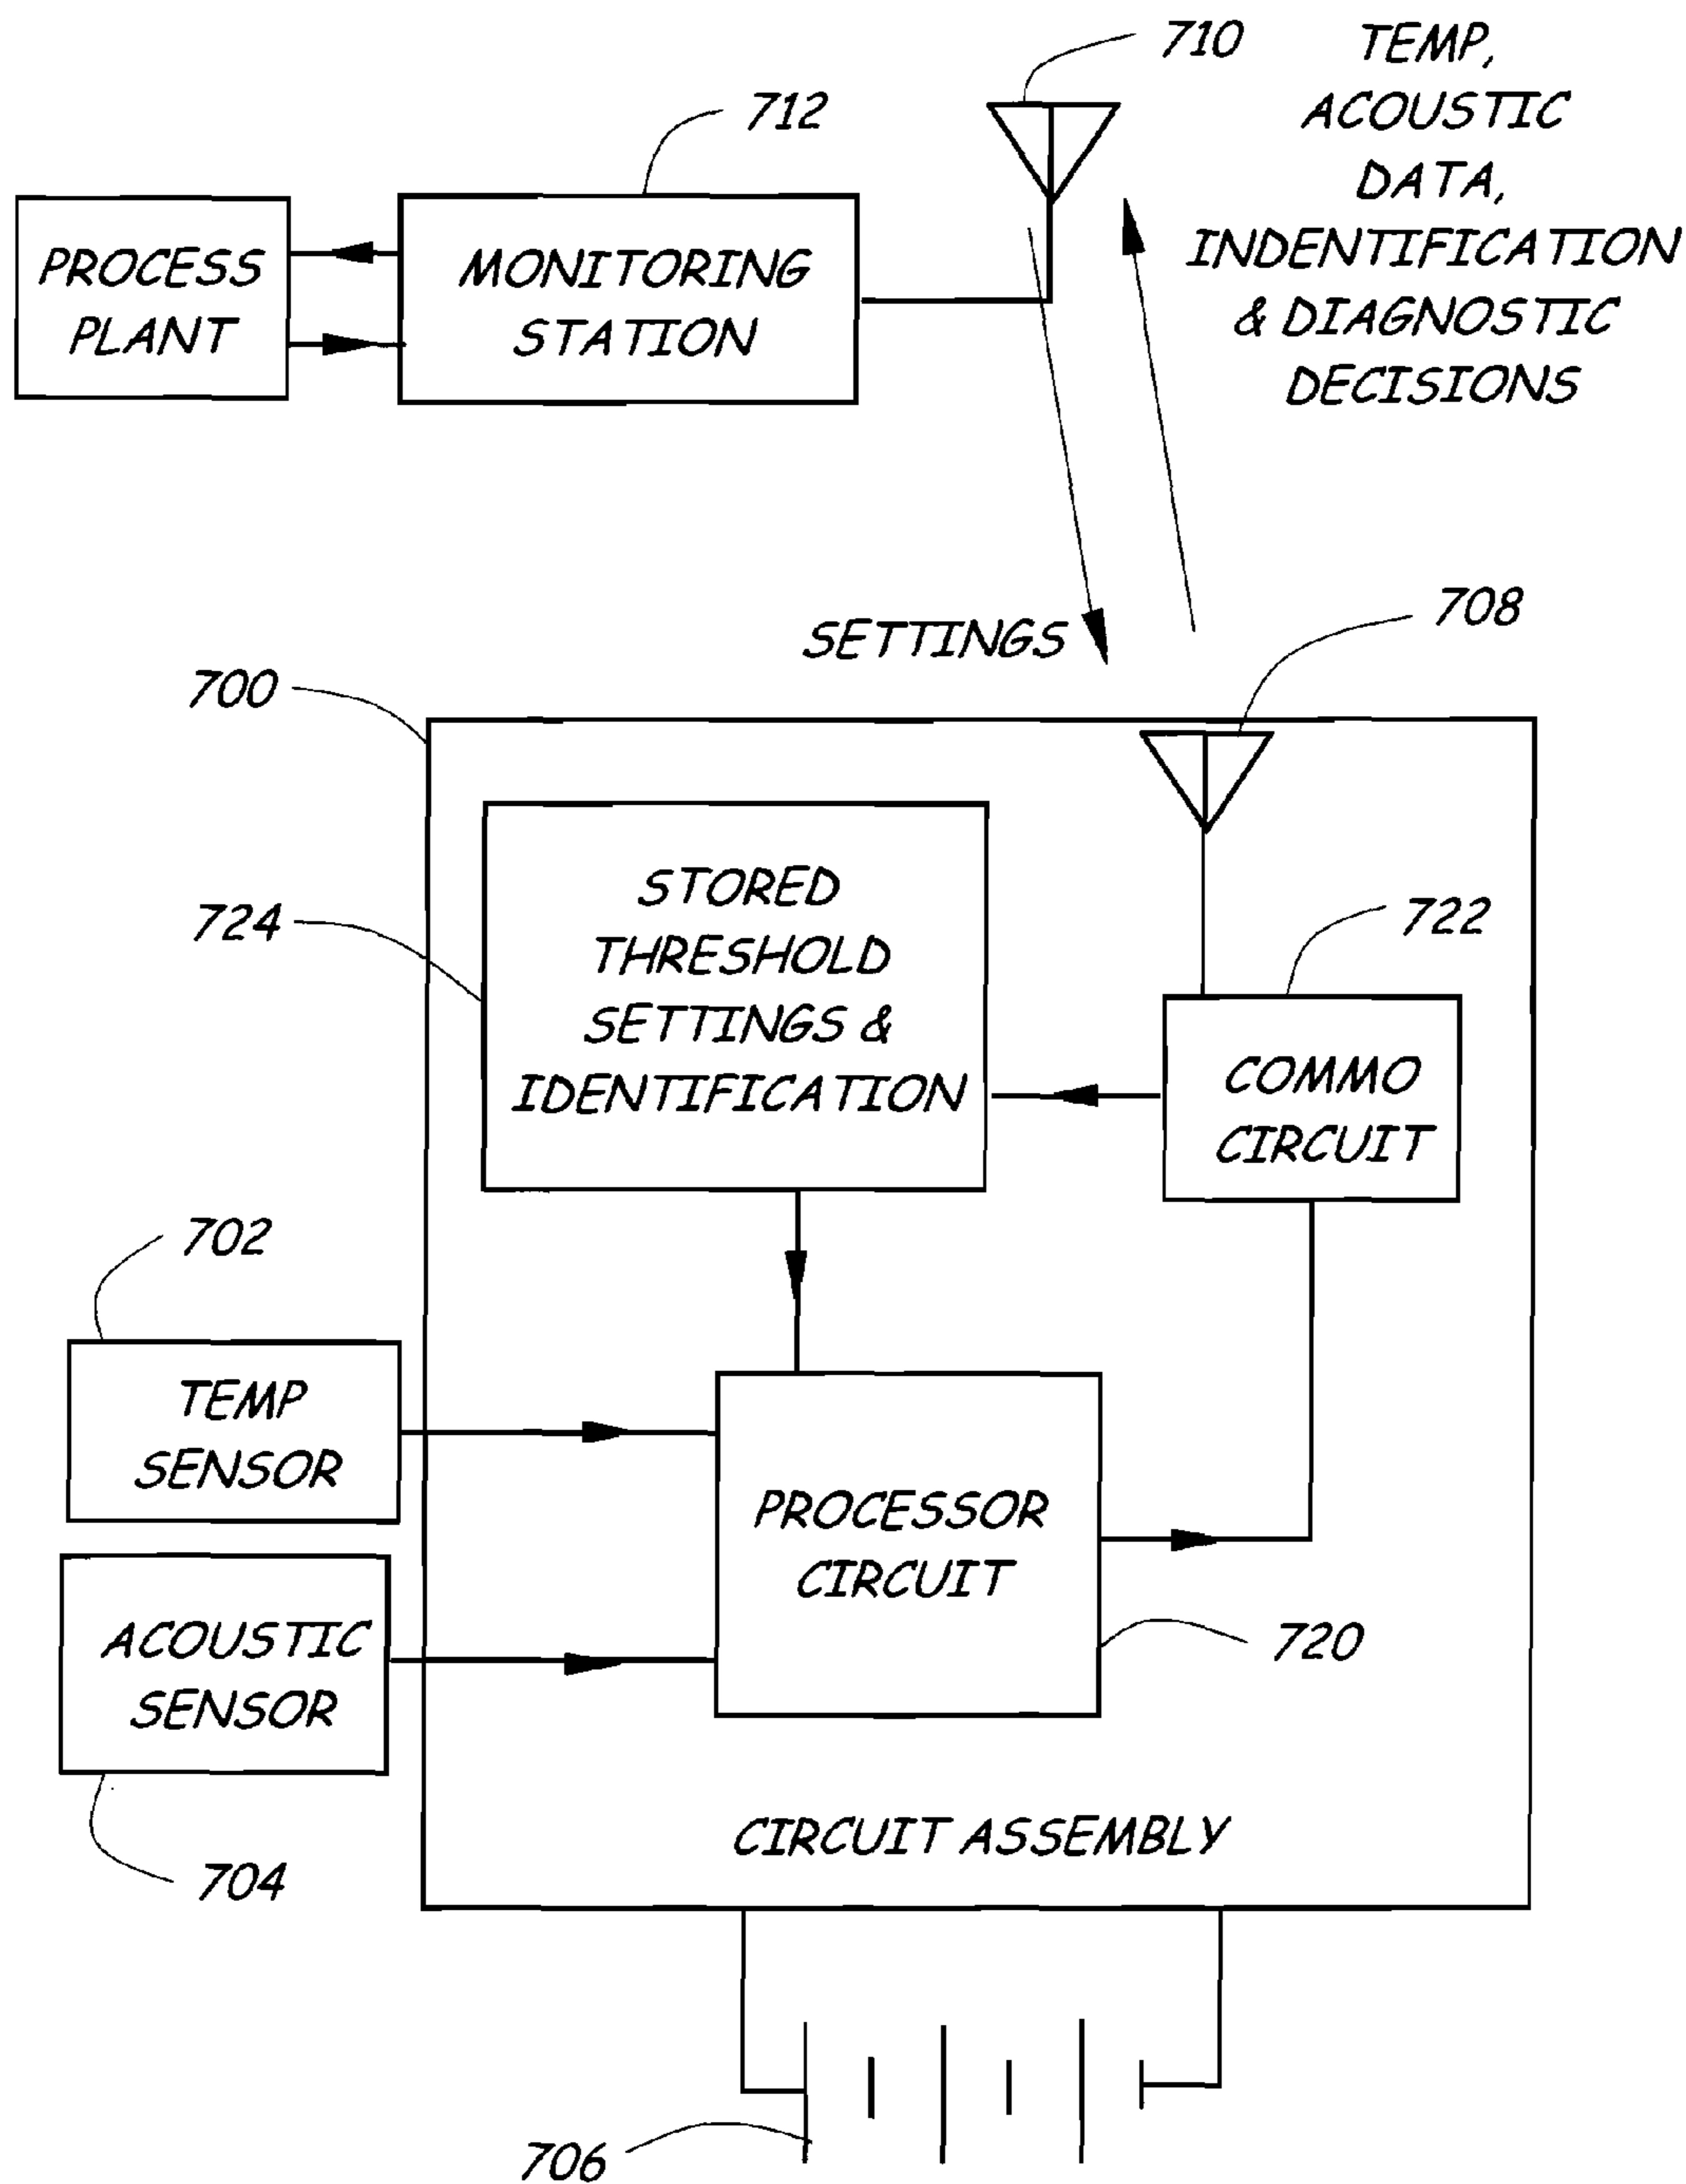 710
TEMP,
ACOUSTIC
DATA,
INDENTIFICATION
& DIAGNOSTIC
DECISIONS
712
PROCESS
PLANT
MONITORING
STATION
SETTINGS
708
700
STORED
THRESHOLD
SETTINGS &
IDENTIFICATION
724
722
COMMO
CIRCUIT
702
TEMP
SENSOR
PROCESSOR
CIRCUIT
720
ACOUSTIC
SENSOR
704
CIRCUIT ASSEMBLY
706